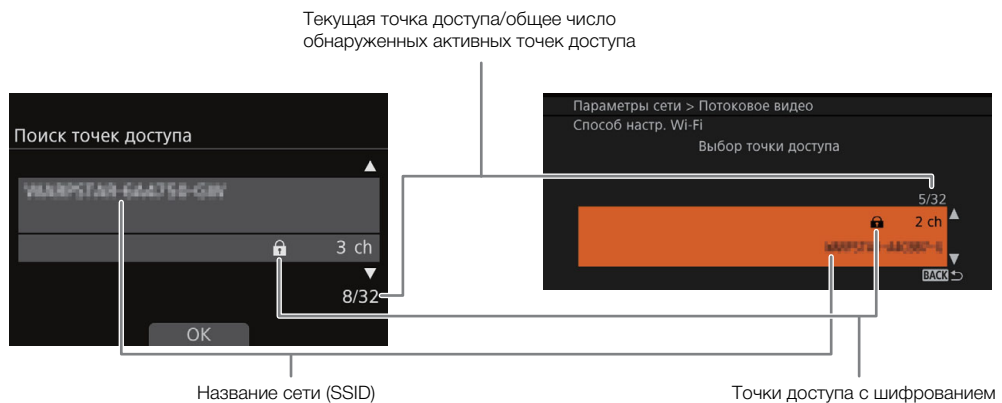 Текущая точка доступа/общее число
обнаруженных активных точек доступа
Поиск точек доступа
3 ch
8/32
OK
Параметры сети > Потоковое видео
Способ настр. Wi-Fi
Выбор точки доступа
5/32
2 ch
BACK
Название сети (SSID)
Точки доступа с шифрованием